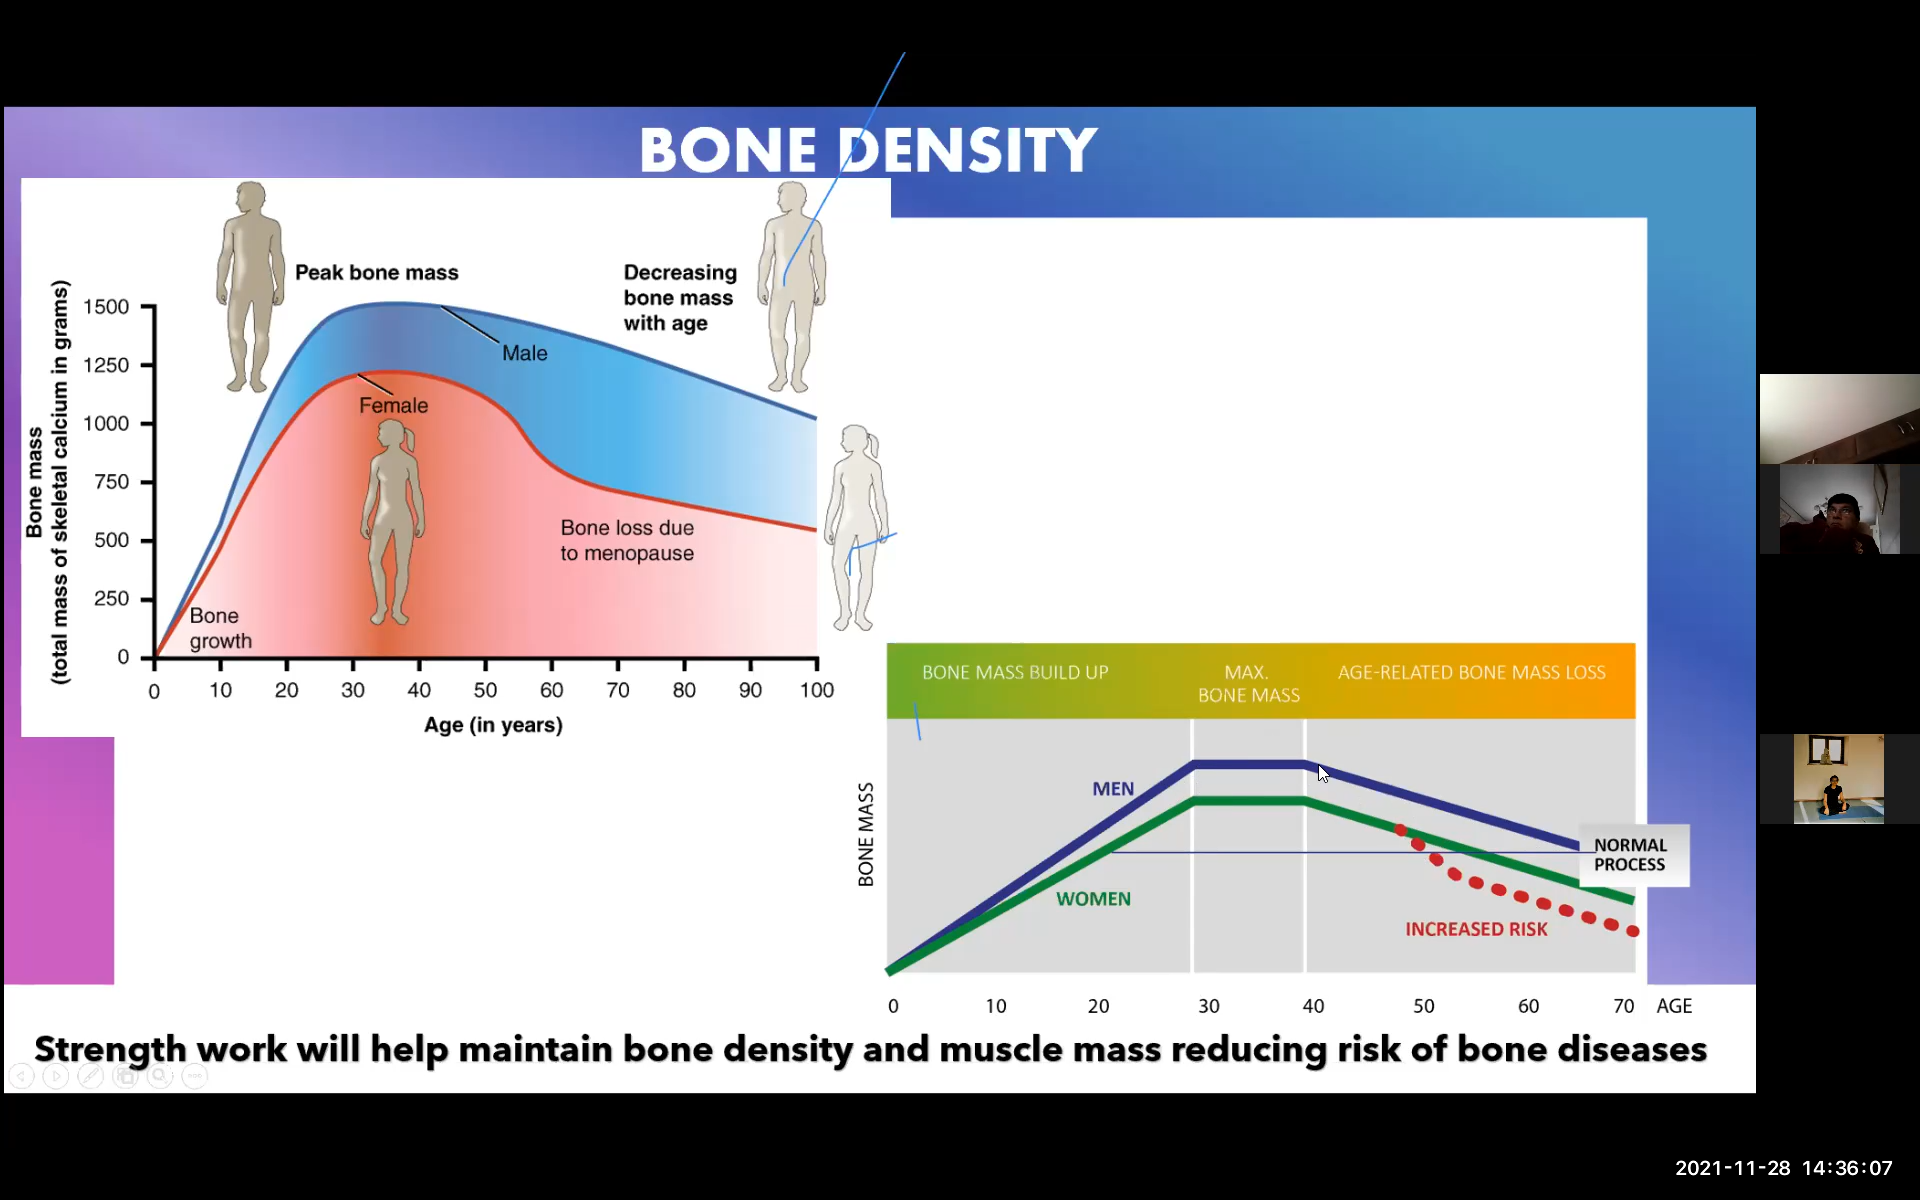 BONE DENSITY
Peak bone mass
Decreasing
bone mass
with age
Male
Female
Bone loss due
to menopause
Bone
growth
Bone mass
(total mass of skeletal calcium in grams)
1500
1250
1000
750
500
250
0
0 10 20 30 40 50 60 70 80 90 100
Age (in years)
BONE MASS BUILD UP
MAX.
BONE MASS
AGE-RELATED BONE MASS LOSS
BONE MASS
MEN
WOMEN
NORMAL
PROCESS
INCREASED RISK
0 10 20 30 40 50 60 70 AGE
Strength work will help maintain bone density and muscle mass reducing risk of bone diseases
2021-11-28 14:36:07